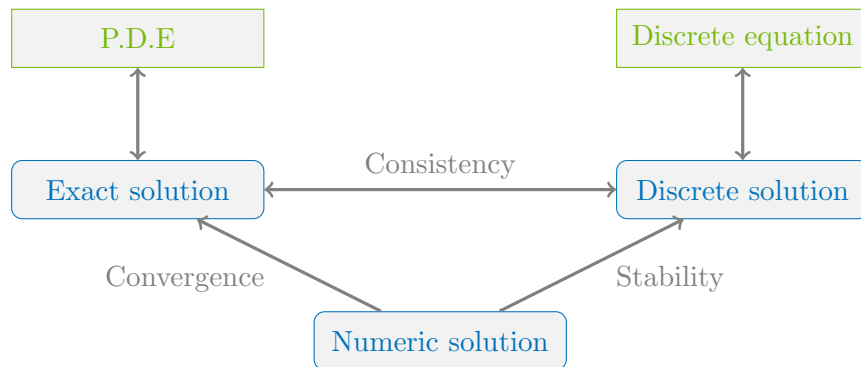 P.D.E
Discrete equation
Consistency
Exact solution
Discrete solution
Convergence
Stability
Numeric solution